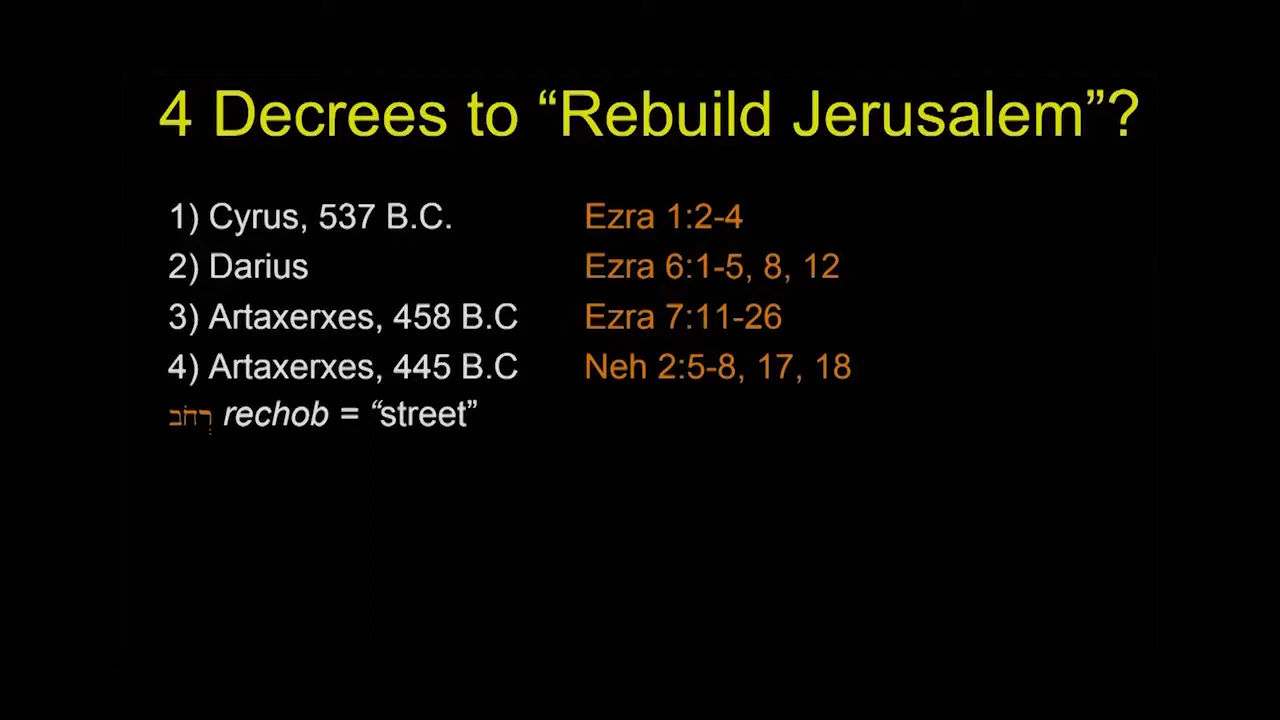 4 Decrees to “Rebuild Jerusalem”?
1) Cyrus, 537 B.C. Ezra 1:2-4
2) Darius Ezra 6:1-5, 8, 12
3) Artaxerxes, 458 B.C Ezra 7:11-26
4) Artaxerxes, 445 B.C Neh 2:5-8, 17, 18
רְחֹב rechob = “street”